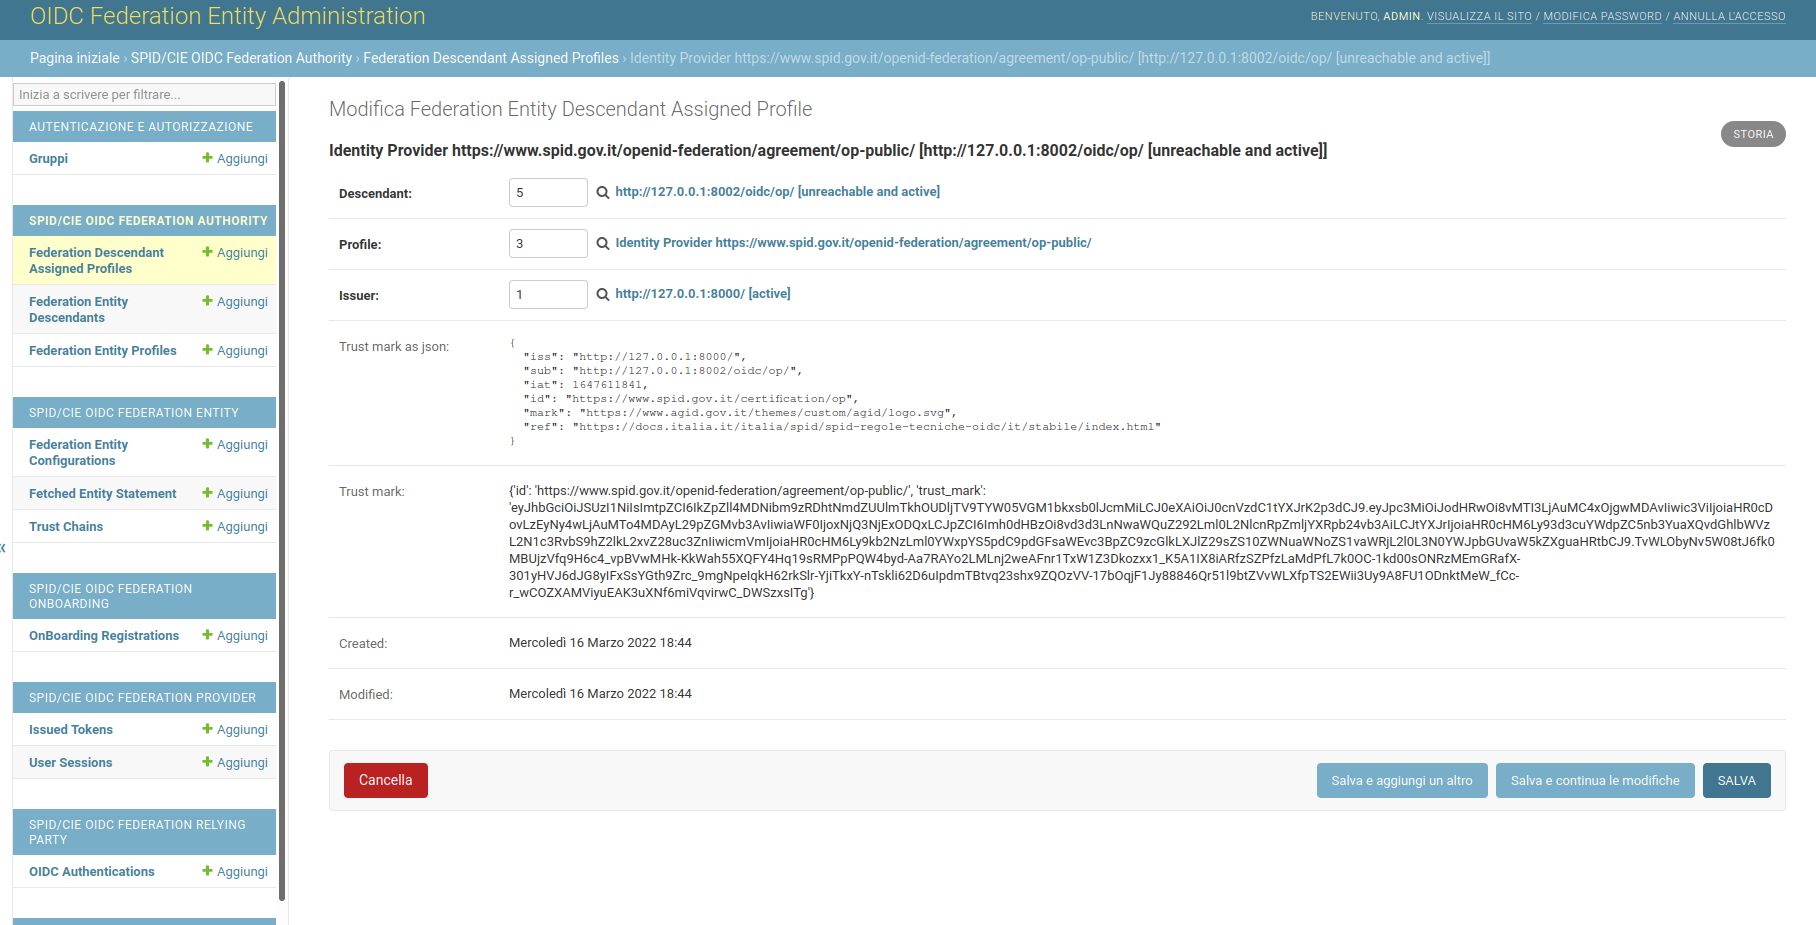 OIDC Federation Entity Administration
BENVENUTO, ADMIN. VISUALIZZA IL SITO / MODIFICA PASSWORD / ANNULLA L'ACCESSO
Pagina iniziale › SPID/CIE OIDC Federation Authority › Federation Descendant Assigned Profiles › Identity Provider https://www.spid.gov.it/openid-federation/agreement/op-public/ [http://127.0.0.1:8002/oidc/op/ [unreachable and active]]
Inizia a scrivere per filtrare...
AUTENTICAZIONE E AUTORIZZAZIONE
Gruppi
Aggiungi
SPID/CIE OIDC FEDERATION AUTHORITY
Federation Descendant
Assigned Profiles
Aggiungi
Federation Entity
Descendants
Aggiungi
Federation Entity Profiles
Aggiungi
SPID/CIE OIDC FEDERATION ENTITY
Federation Entity
Configurations
Aggiungi
Fetched Entity Statement
Aggiungi
Trust Chains
Aggiungi
SPID/CIE OIDC FEDERATION
ONBOARDING
OnBoarding Registrations
Aggiungi
SPID/CIE OIDC FEDERATION PROVIDER
Issued Tokens
Aggiungi
User Sessions
Aggiungi
SPID/CIE OIDC FEDERATION RELYING
PARTY
OIDC Authentications
Aggiungi
Modifica Federation Entity Descendant Assigned Profile
STORIA
Identity Provider https://www.spid.gov.it/openid-federation/agreement/op-public/ [http://127.0.0.1:8002/oidc/op/ [unreachable and active]]
Descendant:
5
http://127.0.0.1:8002/oidc/op/ [unreachable and active]
Profile:
3
Identity Provider https://www.spid.gov.it/openid-federation/agreement/op-public/
Issuer:
1
http://127.0.0.1:8000/ [active]
Trust mark as json:
{
"iss": "http://127.0.0.1:8000/",
"sub": "http://127.0.0.1:8002/oidc/op/",
"iat": 1647611841,
"id": "https://www.spid.gov.it/certification/op",
"mark": "https://www.agid.gov.it/themes/custom/agid/logo.svg",
"ref": "https://docs.italia.it/italia/spid/spid-regole-tecniche-oidc/it/stabile/index.html"
}
Trust mark:
{'id': 'https://www.spid.gov.it/openid-federation/agreement/op-public/', 'trust_mark':
Created:
Mercoledì 16 Marzo 2022 18:44
Modified:
Mercoledì 16 Marzo 2022 18:44
Cancella
Salva e aggiungi un altro
Salva e continua le modifiche
SALVA